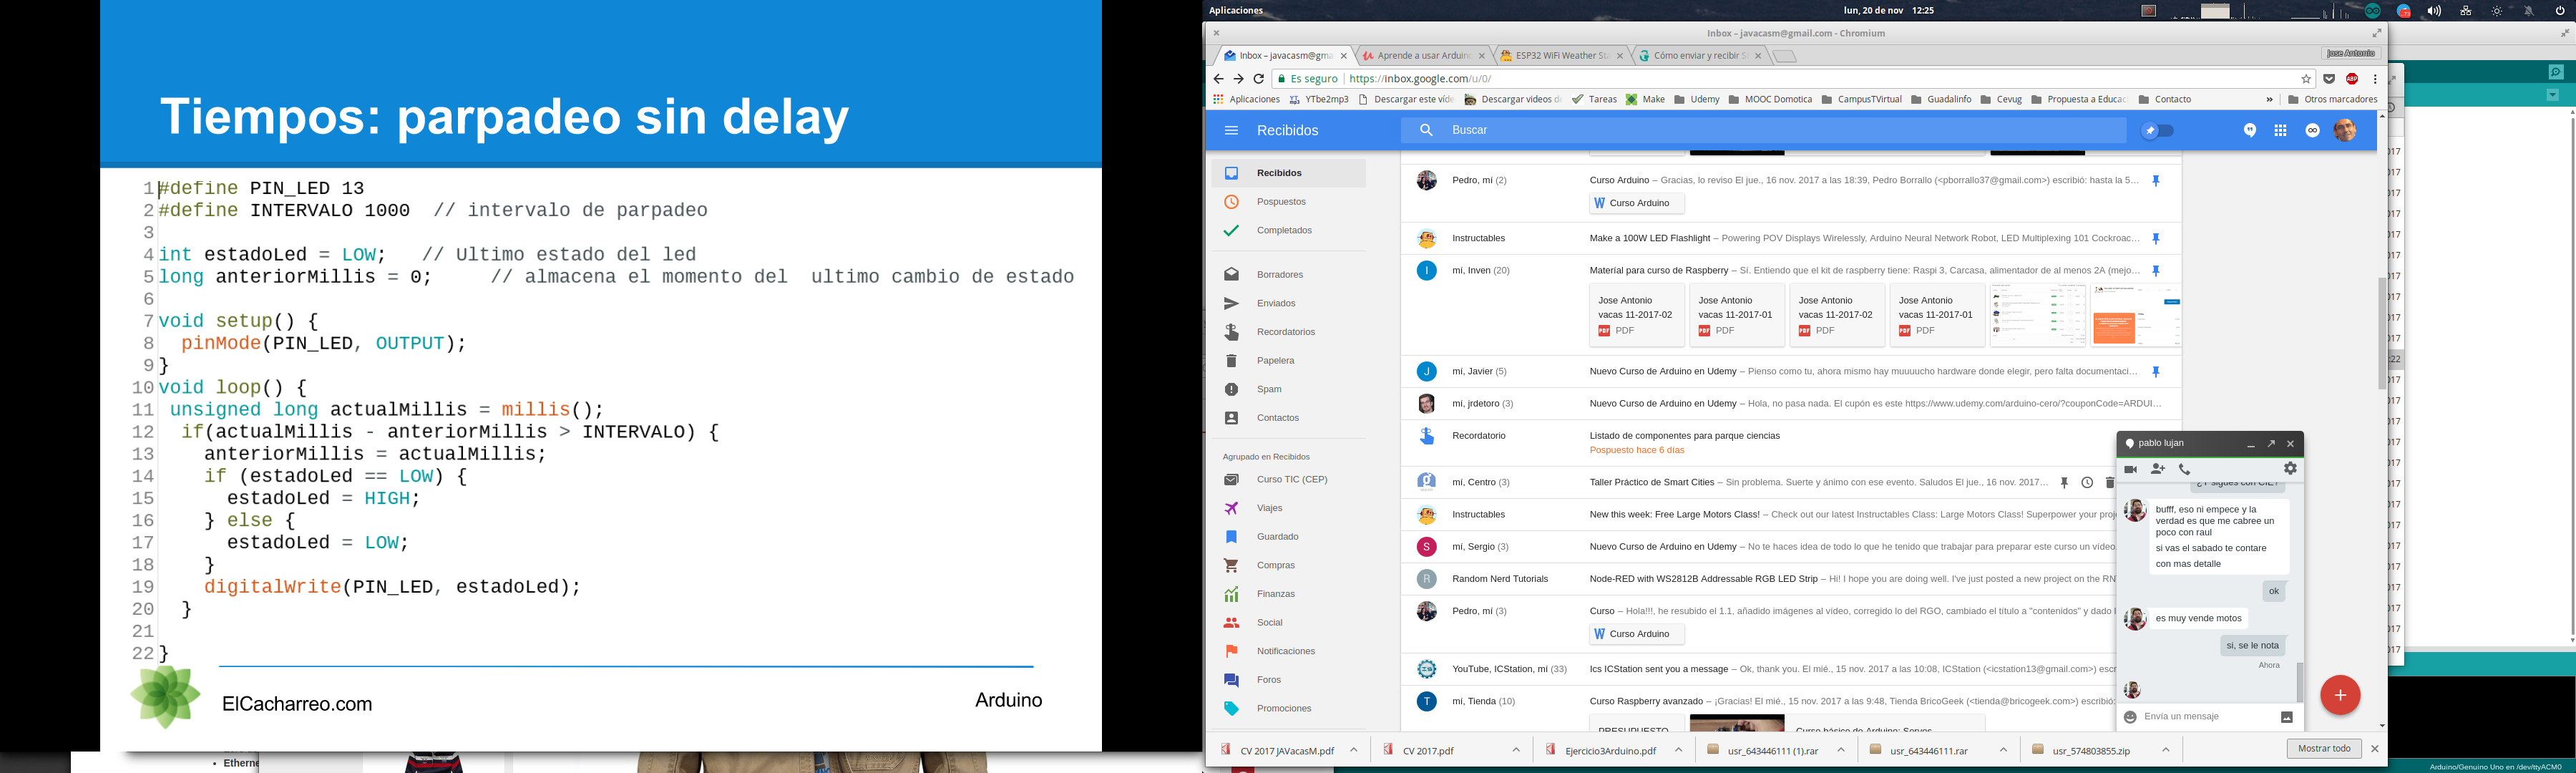 Tiempos: parpadeo sin delay
1 #define PIN_LED 13
2 #define INTERVALO 1000  // intervalo de parpadeo
3
4 int estadoLed = LOW;   // Ultimo estado del led
5 long anteriorMillis = 0;     // almacena el momento del  ultimo cambio de estado
6
7 void setup() {
8   pinMode(PIN_LED, OUTPUT);
9 }
10 void loop() {
11  unsigned long actualMillis = millis();
12   if(actualMillis - anteriorMillis > INTERVALO) {
13     anteriorMillis = actualMillis;
14     if (estadoLed == LOW) {
15       estadoLed = HIGH;
16     } else {
17       estadoLed = LOW;
18     }
19     digitalWrite(PIN_LED, estadoLed);
20   }
21
22 }
ElCacharreo.com
Arduino
Etherne
Aplicaciones
lun, 20 de nov 12:25
Inbox – javacasm@gmail.com - Chromium
Inbox – javacasm@gma
Aprende a usar Arduin
ESP32 WiFi Weather St
Cómo enviar y recibir S
Jose Antonio
Es seguro
https://inbox.google.com/u/0/
Aplicaciones
YTbe2mp3
Descargar este víde
Descargar videos d
Tareas
Make
Udemy
MOOC Domotica
CampusTVirtual
Guadalinfo
Cevug
Propuesta a Educac
Contacto
»
Otros marcadores
Recibidos
Buscar
Recibidos
Pospuestos
Completados
Borradores
Enviados
Recordatorios
Papelera
Spam
Contactos
Agrupado en Recibidos
Curso TIC (CEP)
Viajes
Guardado
Compras
Finanzas
Social
Notificaciones
Foros
Promociones
Pedro, mí (2)
Curso Arduino – Gracias, lo reviso El jue., 16 nov. 2017 a las 18:39, Pedro Borrallo (<pborrallo37@gmail.com>) escribió: hasta la 5…
Curso Arduino
Instructables
Make a 100W LED Flashlight – Powering POV Displays Wirelessly, Arduino Neural Network Robot, LED Multiplexing 101 Cockroac…
mí, Inven (20)
Material para curso de Raspberry – Sí. Entiendo que el kit de raspberry tiene: Raspi 3, Carcasa, alimentador de al menos 2A (mejo…
Jose Antonio vacas 11-2017-02
PDF
Jose Antonio vacas 11-2017-01
PDF
Jose Antonio vacas 11-2017-02
PDF
Jose Antonio vacas 11-2017-01
PDF
mí, Javier (5)
Nuevo Curso de Arduino en Udemy – Pienso como tu, ahora mismo hay muuuucho hardware donde elegir, pero falta documentaci…
mí, jrdetoro (3)
Nuevo Curso de Arduino en Udemy – Hola, no pasa nada. El cupón es este https://www.udemy.com/arduino-cero/?couponCode=ARDUI…
Recordatorio
Listado de componentes para parque ciencias
Pospuesto hace 6 días
mí, Centro (3)
Taller Práctico de Smart Cities – Sin problema. Suerte y ánimo con ese evento. Saludos El jue., 16 nov. 2017…
Instructables
New this week: Free Large Motors Class! – Check out our latest Instructables Class: Large Motors Class! Superpower your proj
mí, Sergio (3)
Nuevo Curso de Arduino en Udemy – No te haces idea de todo lo que he tenido que trabajar para preparar este curso un vídeo
Random Nerd Tutorials
Node-RED with WS2812B Addressable RGB LED Strip – Hi! I hope you are doing well. I've just posted a new project on the RN
Pedro, mí (3)
Curso – Hola!!!, he resubido el 1.1, añadido imágenes al vídeo, corregido lo del RGO, cambiado el título a "contenidos" y dado
Curso Arduino
YouTube, ICStation, mí (33)
Ics ICStation sent you a message – Ok, thank you. El mié., 15 nov. 2017 a las 10:08, ICStation (<icstation13@gmail.com>) escr
mí, Tienda (10)
Curso Raspberry avanzado – ¡Gracias! El mié., 15 nov. 2017 a las 9:48, Tienda BricoGeek (<tienda@bricogeek.com>) escribió:
PRESUPUESTO
Curso básico de Arduino: Servos
pablo lujan
¿Y sigues con CIE?
bufff, eso ni empece y la
verdad es que me cabree un
poco con raul
si vas el sabado te contare
con mas detalle
ok
es muy vende motos
si, se le nota
Ahora
Envía un mensaje
CV 2017 JAVacasM.pdf
CV 2017.pdf
Ejercicio3Arduino.pdf
usr_643446111 (1).rar
usr_643446111.rar
usr_574803855.zip
Mostrar todo
Arduino/Genuino Uno en /dev/ttyACM0